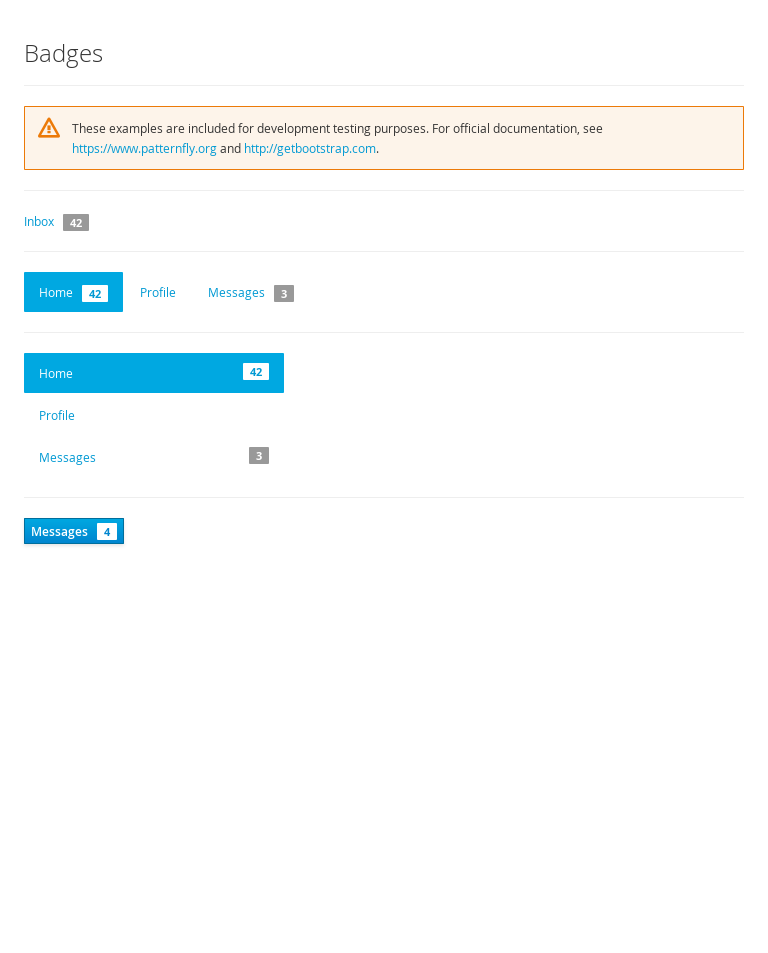 Badges
These examples are included for development testing purposes. For official documentation, see
https://www.patternfly.org and http://getbootstrap.com.
Inbox 42
Home 42 Profile Messages 3
Home 42
Profile
Messages 3
Messages 4